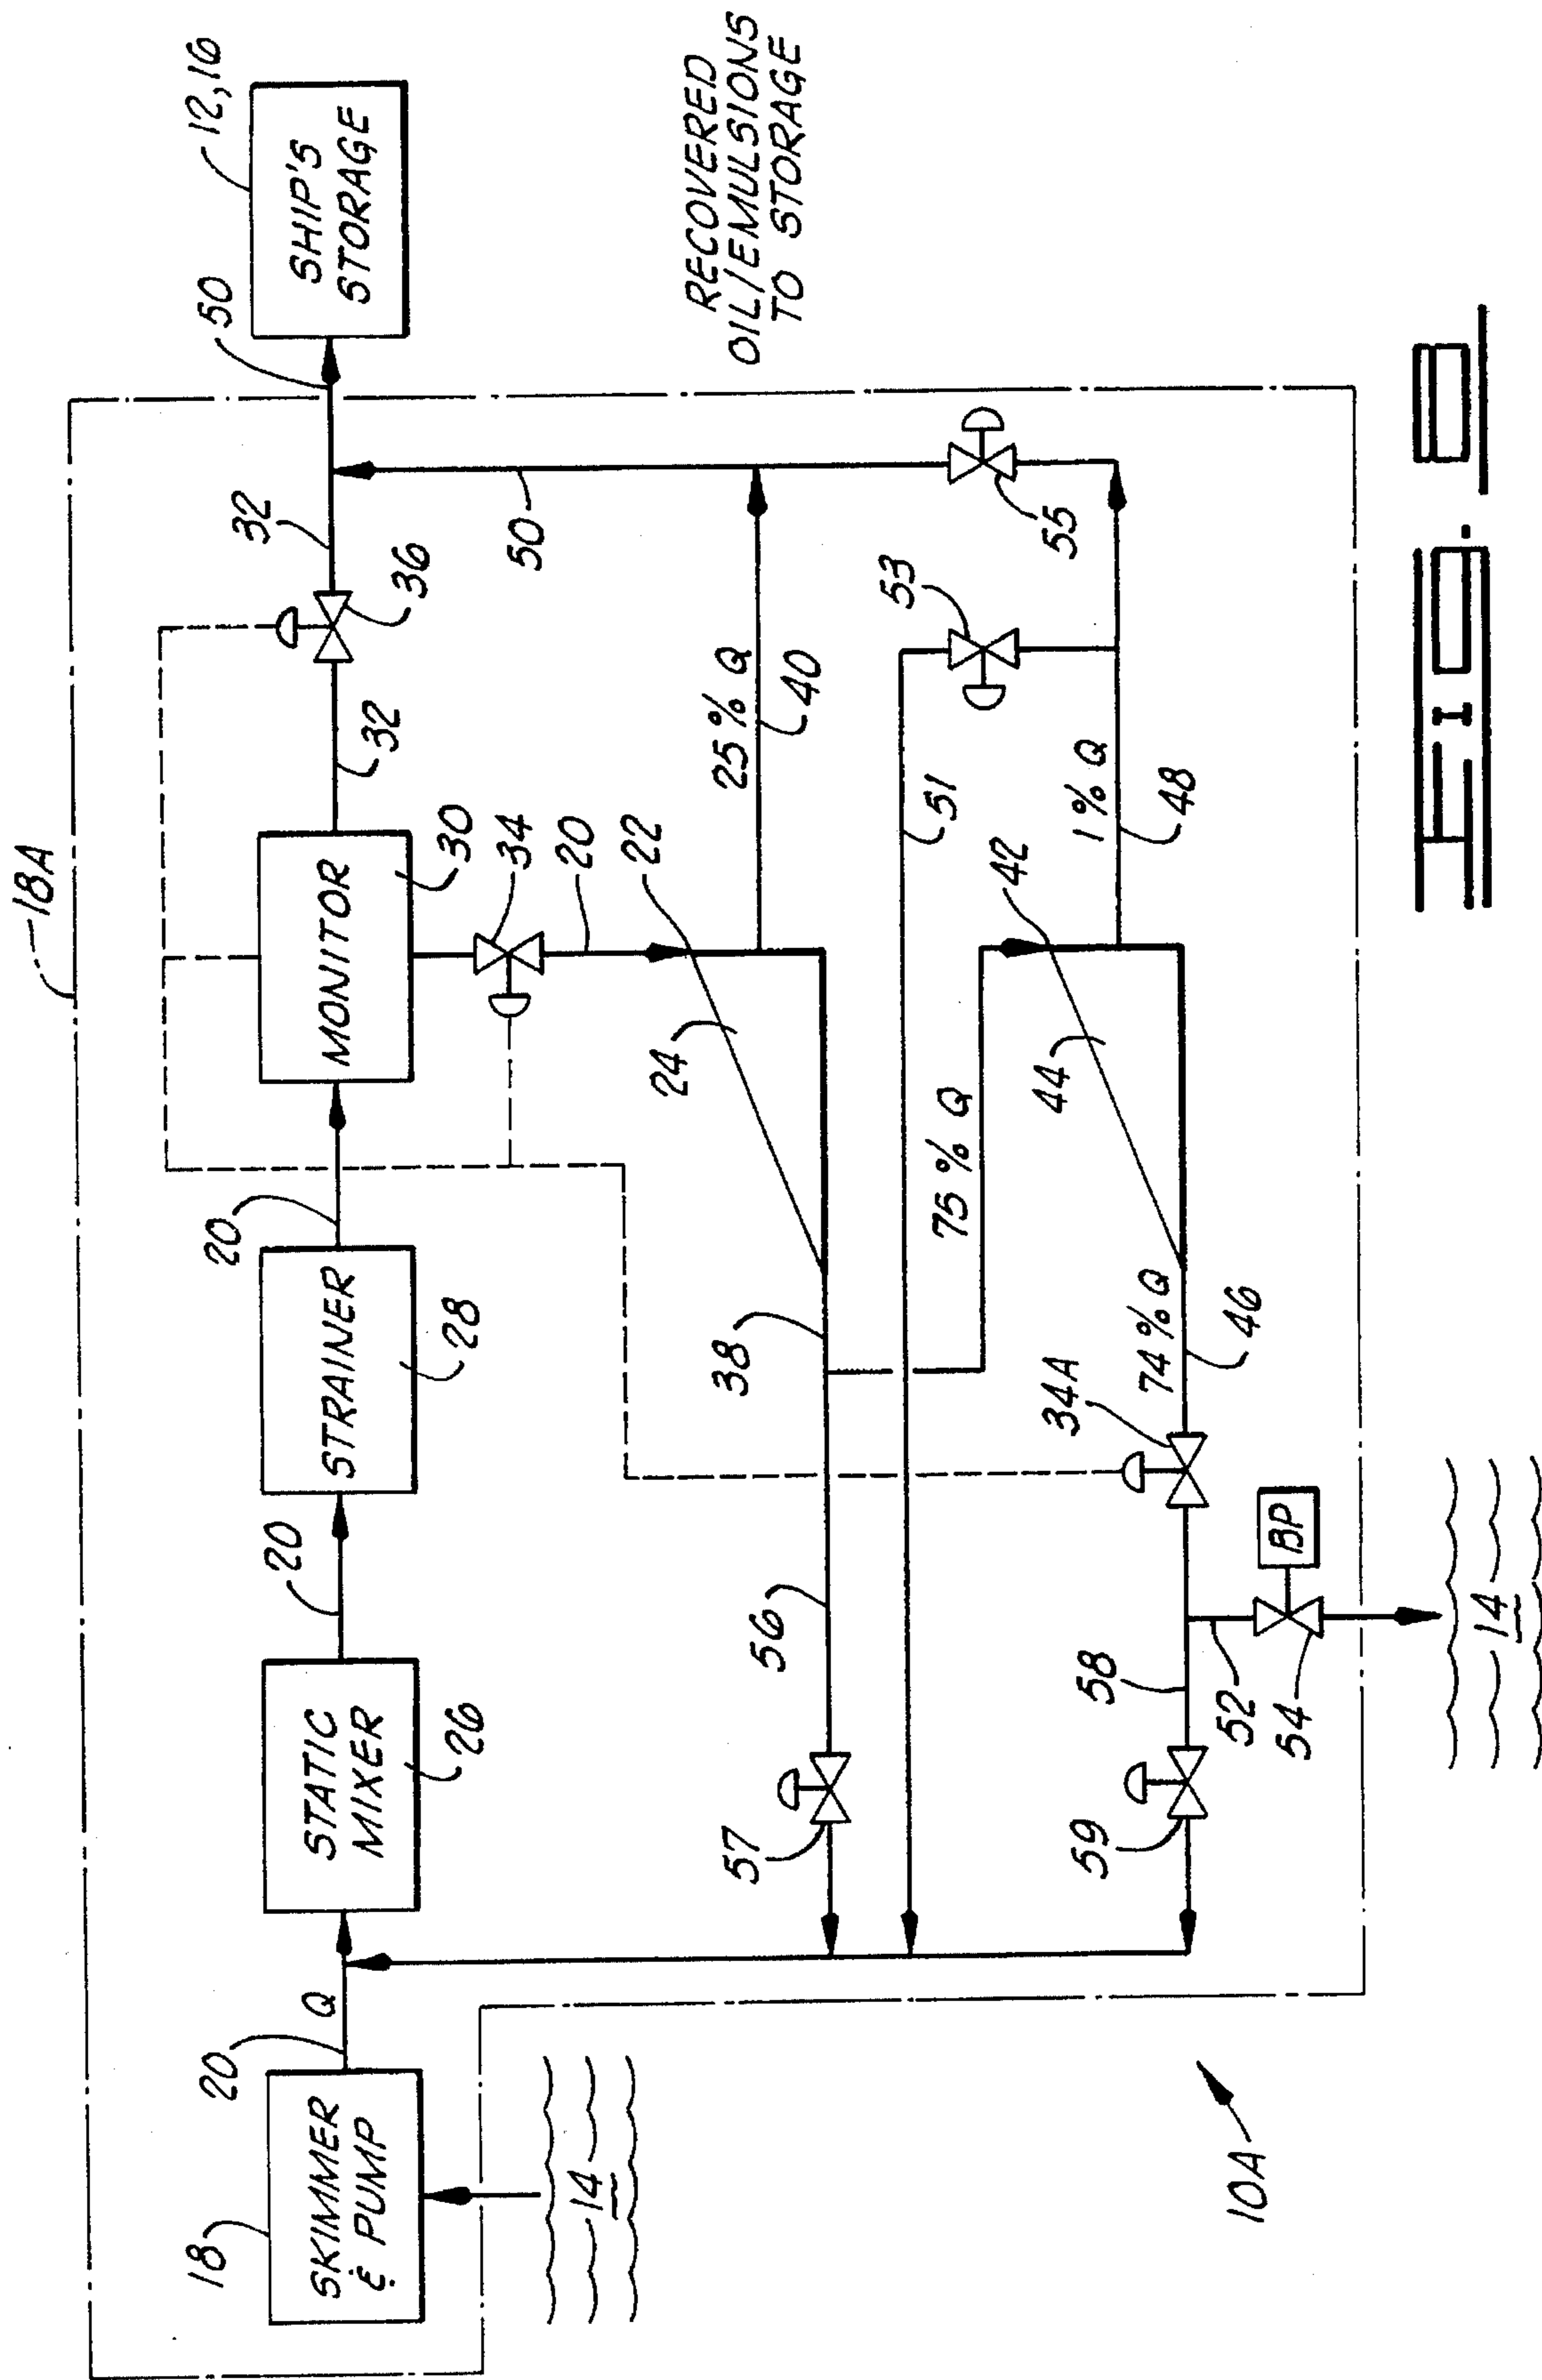 18A
18
SKIMMER
& PUMP
20
Q
STATIC
MIXER
26
20
STRAINER
28
20
MONITOR
30
32
36
32
50
SHIP'S
STORAGE
12,16
34
20
22
24
25% Q
40
50
RECOVERED
OIL/EMULSIONS
TO STORAGE
38
56
57
75% Q
51
53
55
42
44
1% Q
48
74% Q
46
34A
58
59
52
54
BP
14
14
10A
FIG. 1D